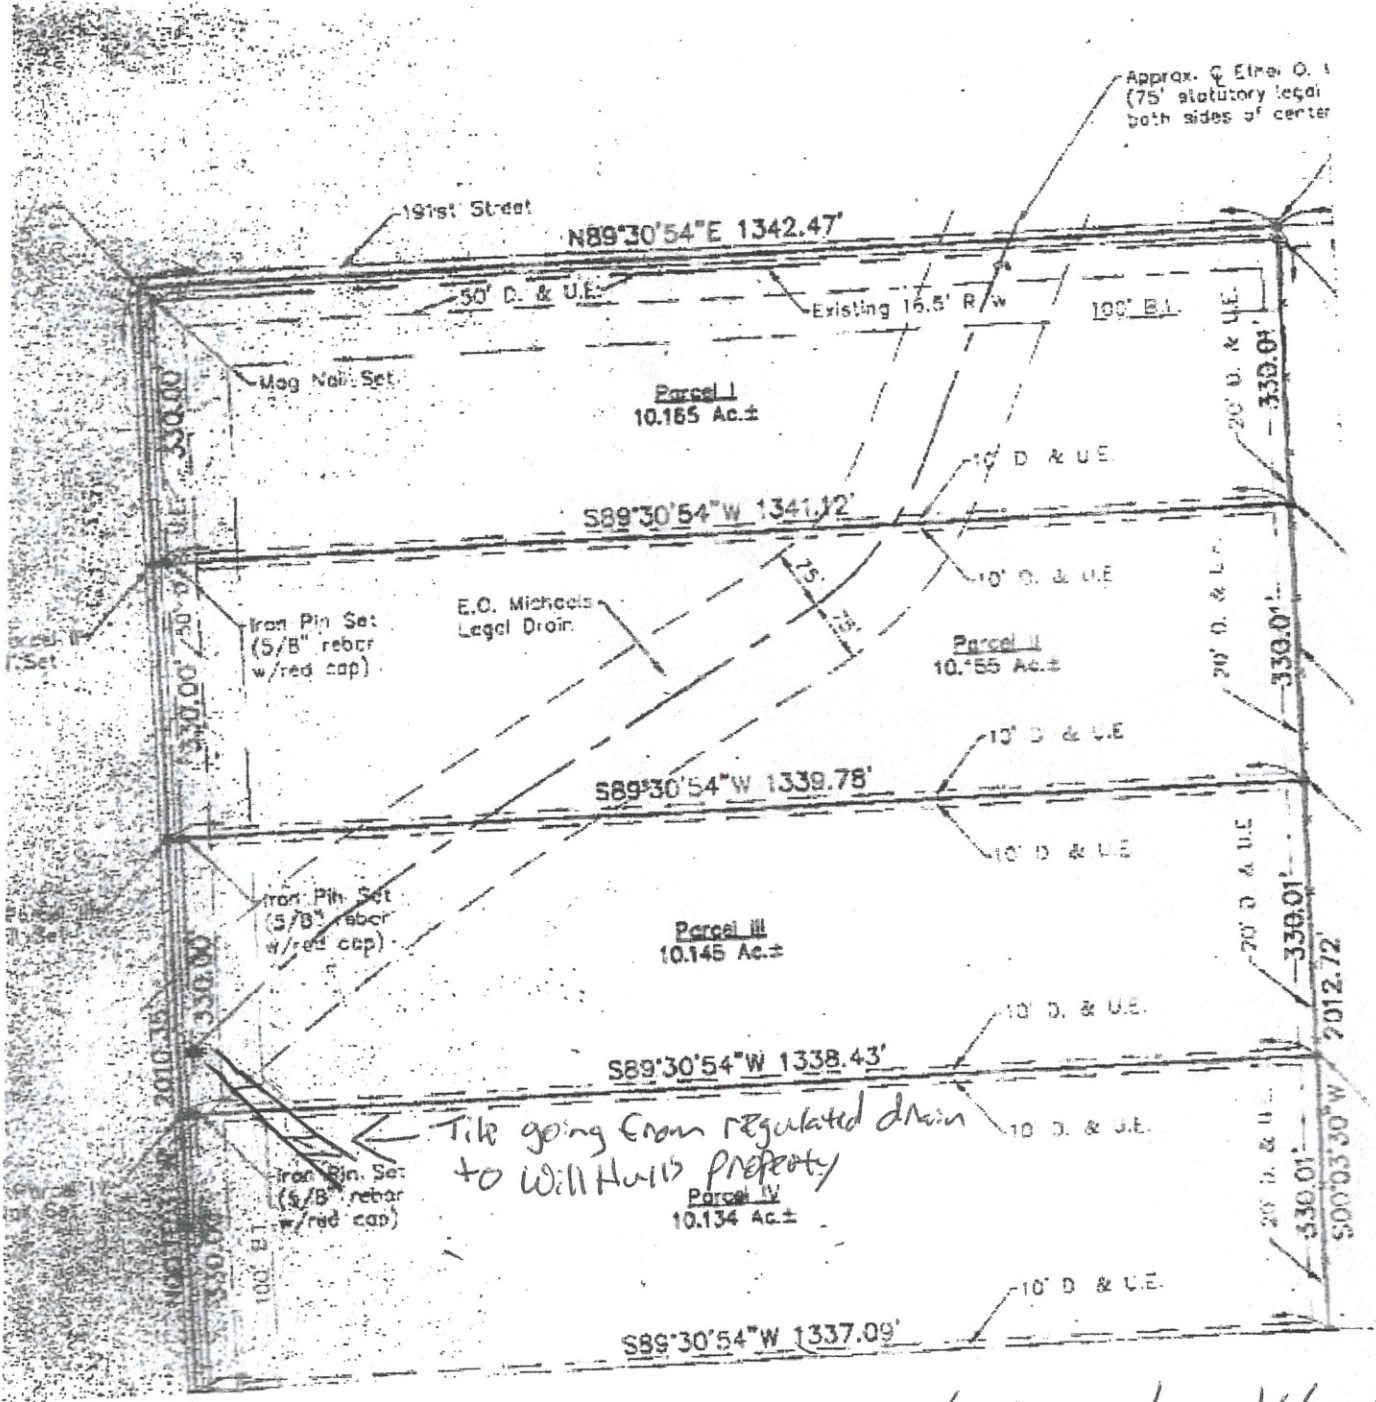 Approx. ℄ Ethel O.
(75' statutory legal
both sides of center
191st Street
N89°30'54"E 1342.47'
50' D. & U.E.
Existing 16.5' R/W
100' B.L.
20' D. & U.E.
330.01'
330.00'
Mag Nail Set
Parcel I
10.165 Ac.±
10' D. & U.E.
S89°30'54"W 1341.12'
10' D. & U.E.
50' D. & U.E.
E.O. Michaels
Legal Drain
75'
75'
Iron Pin Set
(5/8" rebar
w/red cap)
Set
Parcel II
10.155 Ac.±
20' D. & U.E.
330.01'
330.00'
10' D. & U.E.
S89°30'54"W 1339.78'
10' D. & U.E.
Iron Pin Set
(5/8" rebar
w/red cap)
Parcel III
10.145 Ac.±
20' D. & U.E.
330.01'
2012.72'
330.00'
2010.35'
10' D. & U.E.
S89°30'54"W 1338.43'
10' D. & U.E.
Tile going from regulated drain
to Will Hull's property
Iron Pin Set
(5/8" rebar
w/red cap)
Parcel IV
10.134 Ac.±
20' D. & U.E.
330.01'
S00°03'30"W
330.00'
100' B.L.
10' D. & U.E.
S89°30'54"W 1337.09'